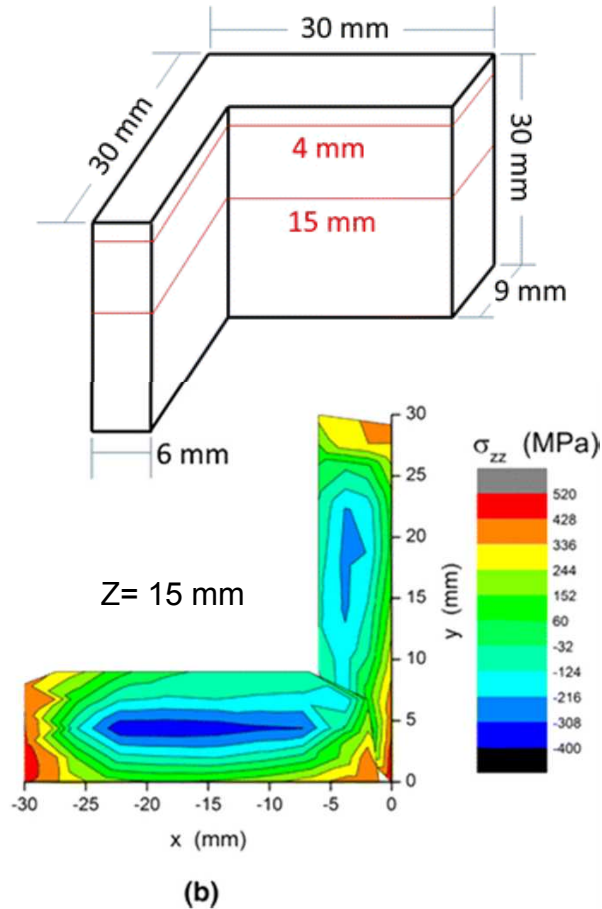 30 mm
30 mm
30 mm
4 mm
15 mm
9 mm
6 mm
Z= 15 mm
30
25
20
15
10
5
0
y (mm)
-30 -25 -20 -15 -10 -5 0
x (mm)
σzz (MPa)
520
428
336
244
152
60
-32
-124
-216
-308
-400
(b)